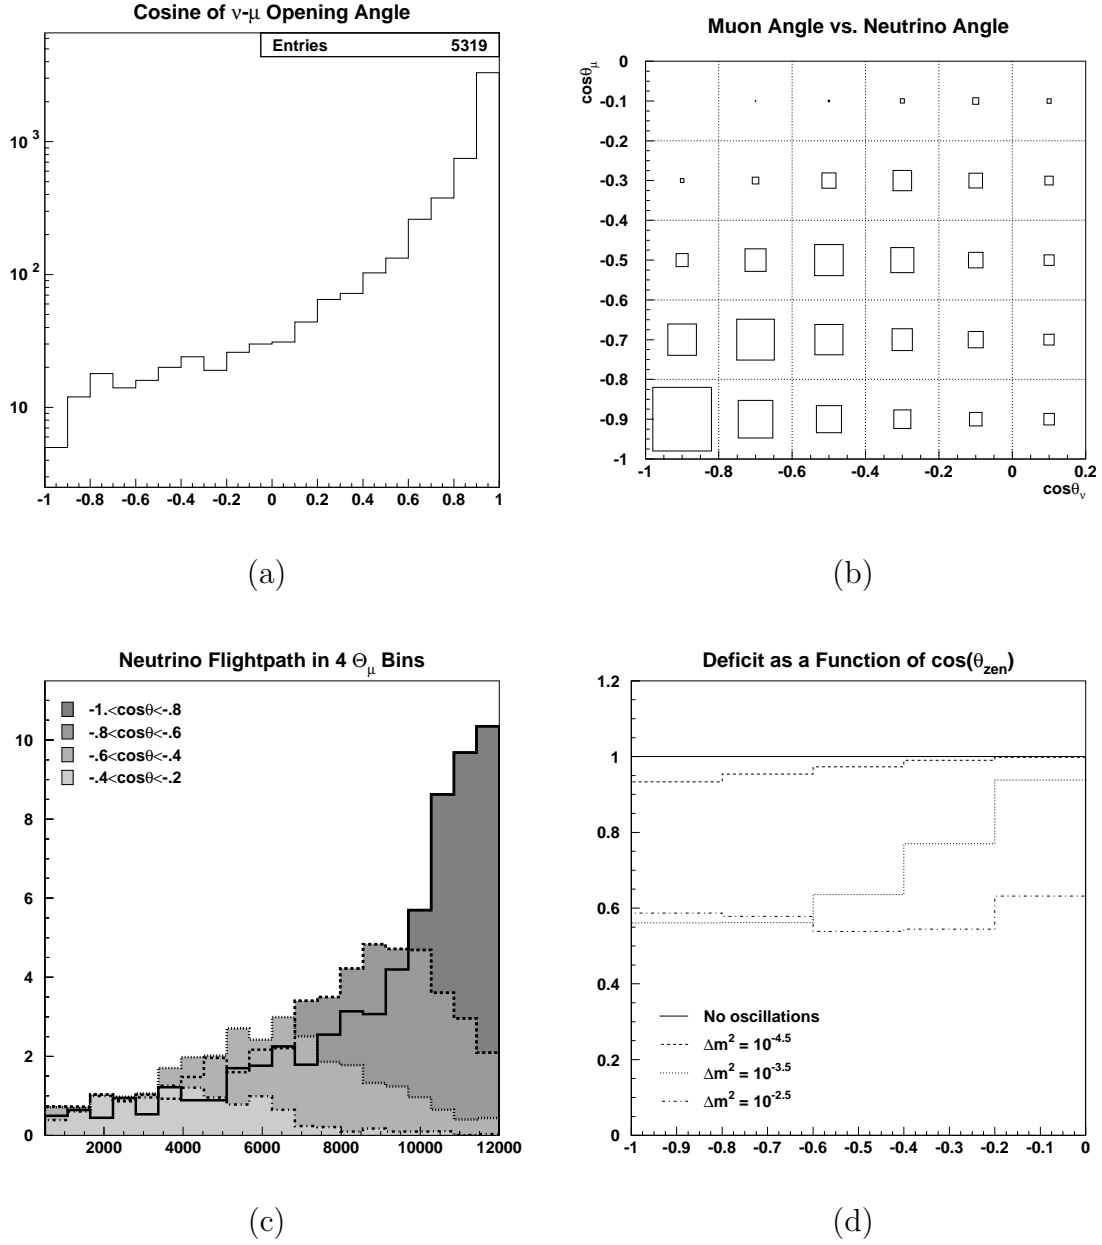 Cosine of ν-μ Opening Angle
Entries 5319
10³
10²
10
-1 -0.8 -0.6 -0.4 -0.2 0 0.2 0.4 0.6 0.8 1
(a)
Muon Angle vs. Neutrino Angle
cosθμ
0
-0.1
-0.2
-0.3
-0.4
-0.5
-0.6
-0.7
-0.8
-0.9
-1
-1 -0.8 -0.6 -0.4 -0.2 0 0.2
cosθν
(b)
Neutrino Flightpath in 4 Θμ Bins
-1.<cosθ<-.8
-.8<cosθ<-.6
-.6<cosθ<-.4
-.4<cosθ<-.2
10
8
6
4
2
0
2000 4000 6000 8000 10000 12000
(c)
Deficit as a Function of cos(θzen)
1.2
1
0.8
0.6
0.4
0.2
0
No oscillations
Δm² = 10^-4.5
Δm² = 10^-3.5
Δm² = 10^-2.5
-1 -0.9 -0.8 -0.7 -0.6 -0.5 -0.4 -0.3 -0.2 -0.1 0
(d)